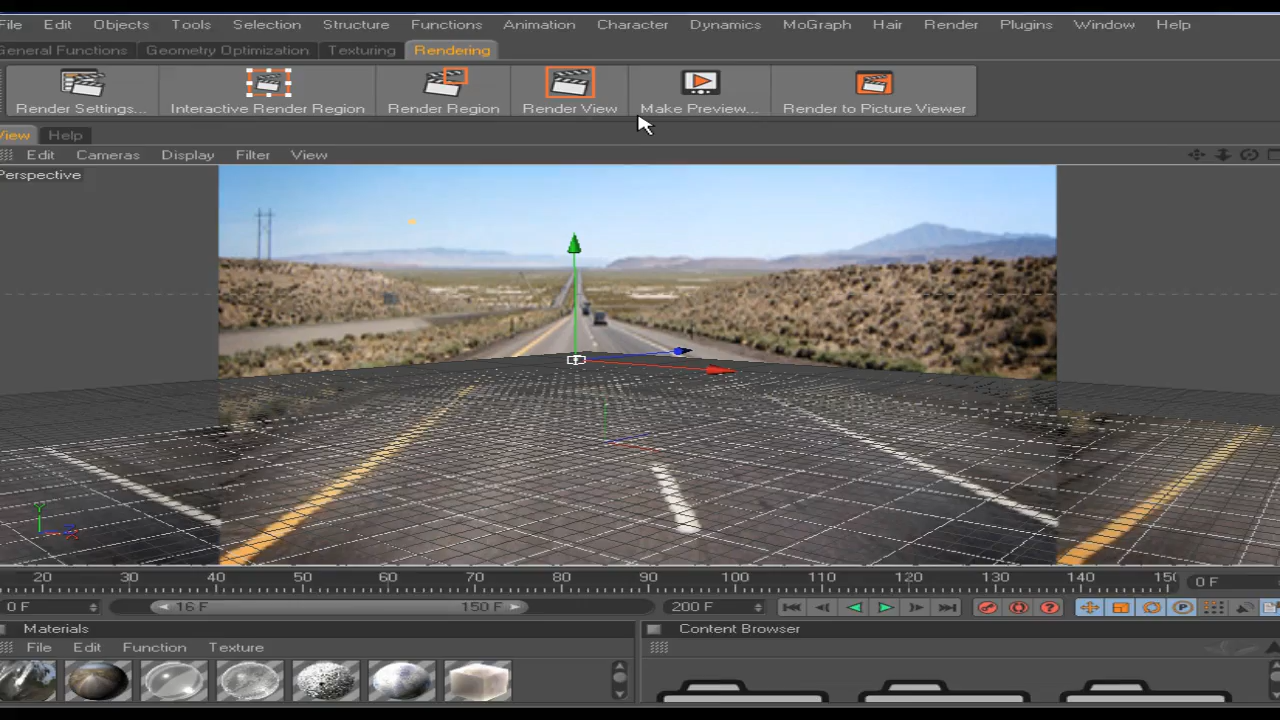 File Edit Objects Tools Selection Structure Functions Animation Character Dynamics MoGraph Hair Render Plugins Window Help
General Functions Geometry Optimization Texturing Rendering
Render Settings... Interactive Render Region Render Region Render View Make Preview... Render to Picture Viewer
View Help
Edit Cameras Display Filter View
Perspective
Y
X
20 30 40 50 60 70 80 90 100 110 120 130 140 150 0 F
0 F 16 F 150 F 200 F ? P
Materials Content Browser
File Edit Function Texture